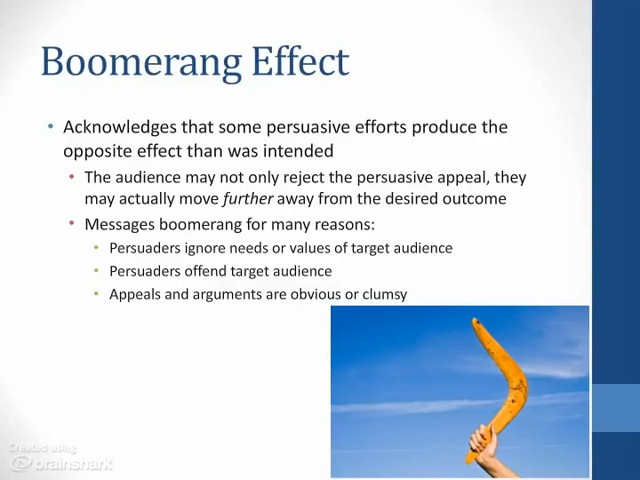 Boomerang Effect
• Acknowledges that some persuasive efforts produce the
opposite effect than was intended
• The audience may not only reject the persuasive appeal, they
may actually move further away from the desired outcome
• Messages boomerang for many reasons:
• Persuaders ignore needs or values of target audience
• Persuaders offend target audience
• Appeals and arguments are obvious or clumsy
Created using
brainshark